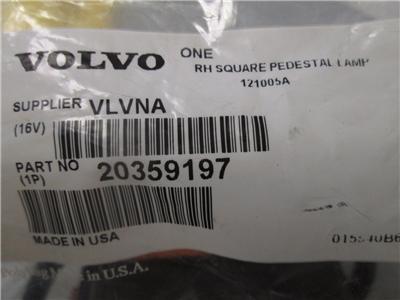 VOLVO
ONE
RH SQUARE PEDESTAL LAMP
121005A
SUPPLIER VLVNA
(16V)
PART NO 20359197
(1P)
MADE IN USA
in U.S.A.